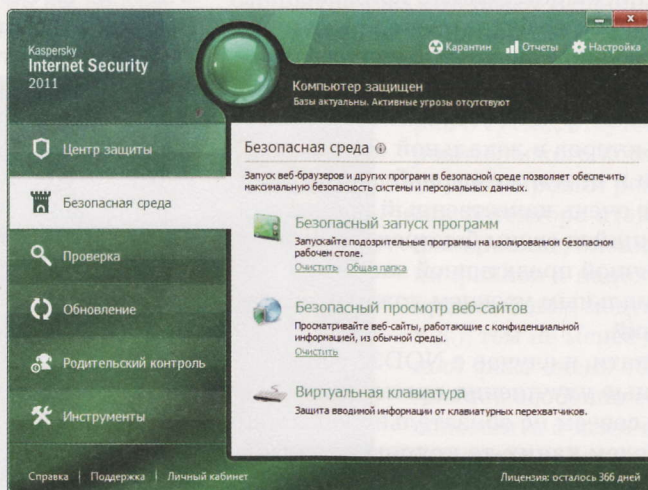 Kaspersky
Internet Security
2011
Карантин Отчеты Настройка
Компьютер защищен
Базы актуальны. Активные угрозы отсутствуют
Центр защиты
Безопасная среда
Проверка
Обновление
Родительский контроль
Инструменты
Безопасная среда
Запуск веб-браузеров и других программ в безопасной среде позволяет обеспечить
максимальную безопасность системы и персональных данных.
Безопасный запуск программ
Запускайте подозрительные программы на изолированном безопасном
рабочем столе.
Очистить Общая папка
Безопасный просмотр веб-сайтов
Просматривайте веб-сайты, работающие с конфиденциальной
информацией, из обычной среды.
Очистить
Виртуальная клавиатура
Защита вводимой информации от клавиатурных перехватчиков.
Справка | Поддержка | Личный кабинет
Лицензия: осталось 366 дней